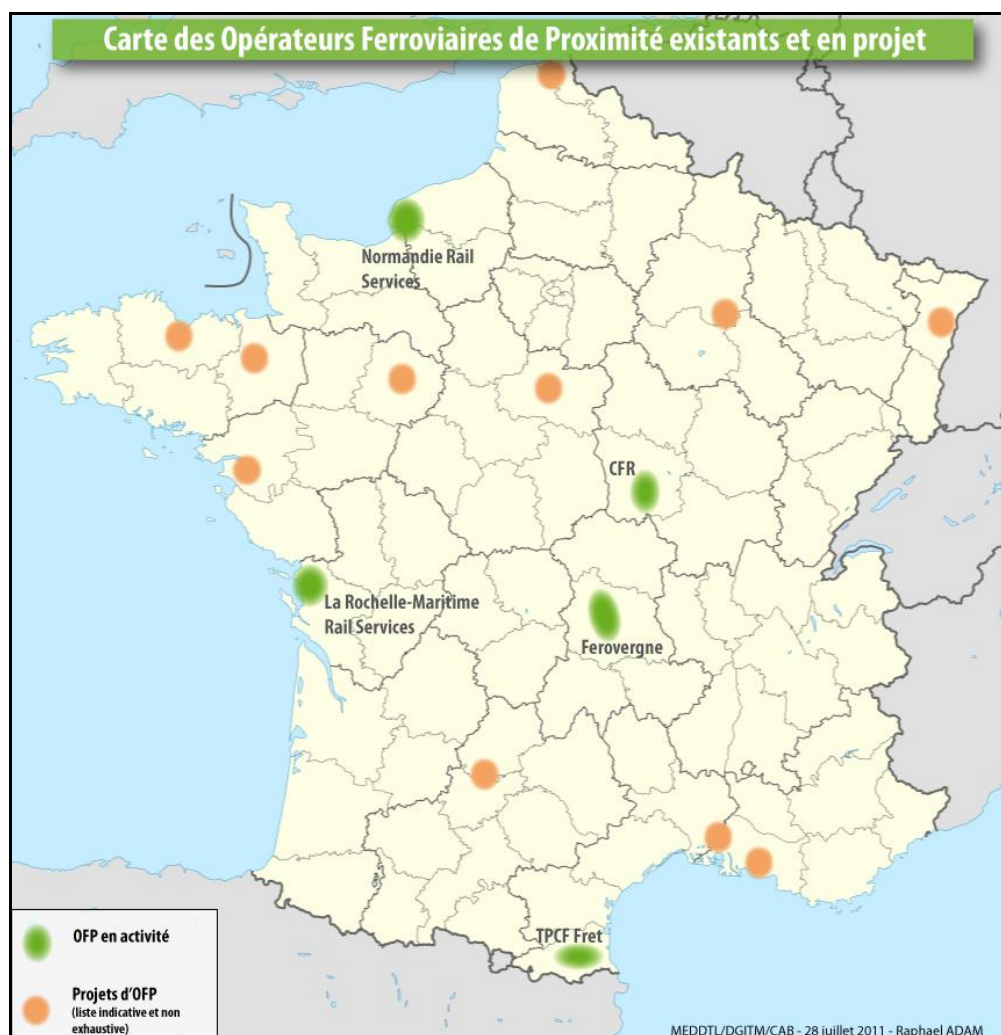 Carte des Opérateurs Ferroviaires de Proximité existants et en projet
Normandie Rail
Services
CFR
La Rochelle-Maritime
Rail Services
Ferovergne
TPCF Fret
OFP en activité
Projets d'OFP
(liste indicative et non
exhaustive)
MEDDTL/DGITM/CAB - 28 juillet 2011 - Raphael ADAM